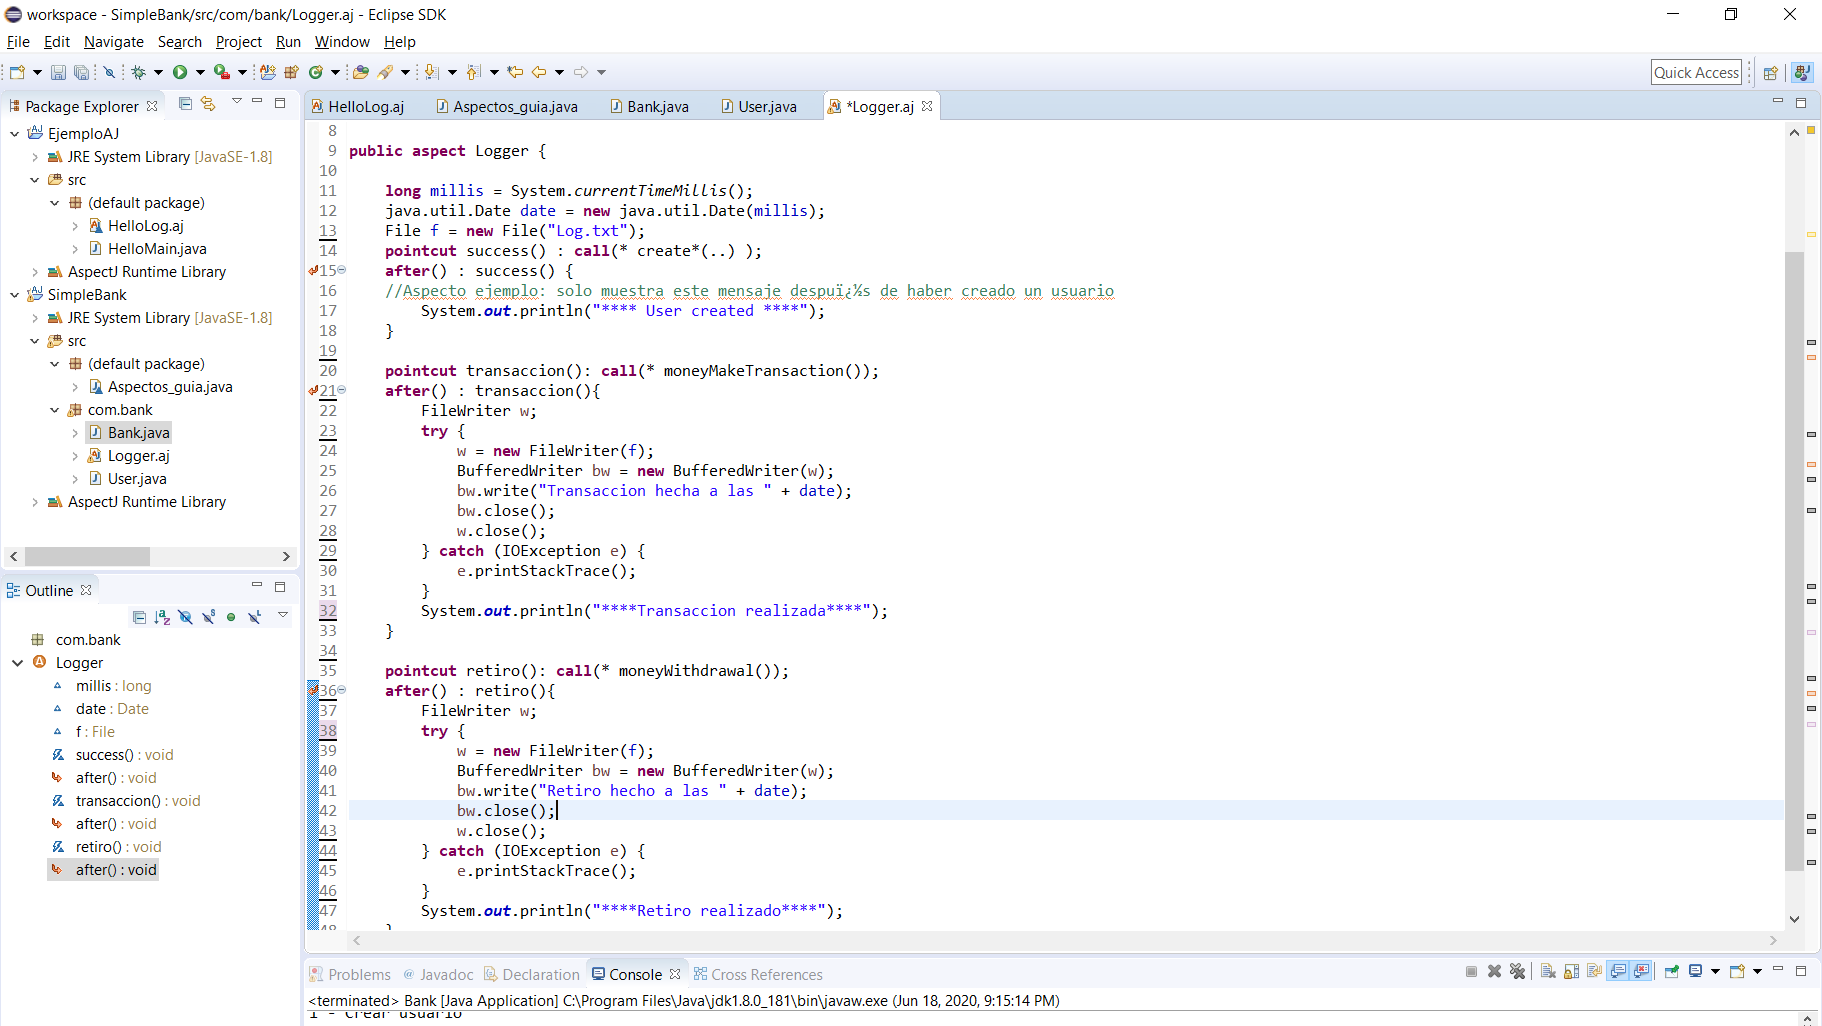 workspace - SimpleBank/src/com/bank/Logger.aj - Eclipse SDK
File Edit Navigate Search Project Run Window Help
Quick Access
Package Explorer
EjemploAJ
JRE System Library [JavaSE-1.8]
src
(default package)
HelloLog.aj
HelloMain.java
AspectJ Runtime Library
SimpleBank
JRE System Library [JavaSE-1.8]
src
(default package)
Aspectos_guia.java
com.bank
Bank.java
Logger.aj
User.java
AspectJ Runtime Library
Outline
com.bank
Logger
millis : long
date : Date
f : File
success() : void
after() : void
transaccion() : void
after() : void
retiro() : void
after() : void
HelloLog.aj Aspectos_guia.java Bank.java User.java *Logger.aj
8
9 public aspect Logger {
10
11 long millis = System.currentTimeMillis();
12 java.util.Date date = new java.util.Date(millis);
13 File f = new File("Log.txt");
14 pointcut success() : call(* create*(..) );
15 after() : success() {
16 //Aspecto ejemplo: solo muestra este mensaje despuï¿½s de haber creado un usuario
17 System.out.println("**** User created ****");
18 }
19
20 pointcut transaccion(): call(* moneyMakeTransaction());
21 after() : transaccion(){
22 FileWriter w;
23 try {
24 w = new FileWriter(f);
25 BufferedWriter bw = new BufferedWriter(w);
26 bw.write("Transaccion hecha a las " + date);
27 bw.close();
28 w.close();
29 } catch (IOException e) {
30 e.printStackTrace();
31 }
32 System.out.println("****Transaccion realizada****");
33 }
34
35 pointcut retiro(): call(* moneyWithdrawal());
36 after() : retiro(){
37 FileWriter w;
38 try {
39 w = new FileWriter(f);
40 BufferedWriter bw = new BufferedWriter(w);
41 bw.write("Retiro hecho a las " + date);
42 bw.close();
43 w.close();
44 } catch (IOException e) {
45 e.printStackTrace();
46 }
47 System.out.println("****Retiro realizado****");
48 }
Problems @ Javadoc Declaration Console Cross References
<terminated> Bank [Java Application] C:\Program Files\Java\jdk1.8.0_181\bin\javaw.exe (Jun 18, 2020, 9:15:14 PM)
1 - Crear usuario